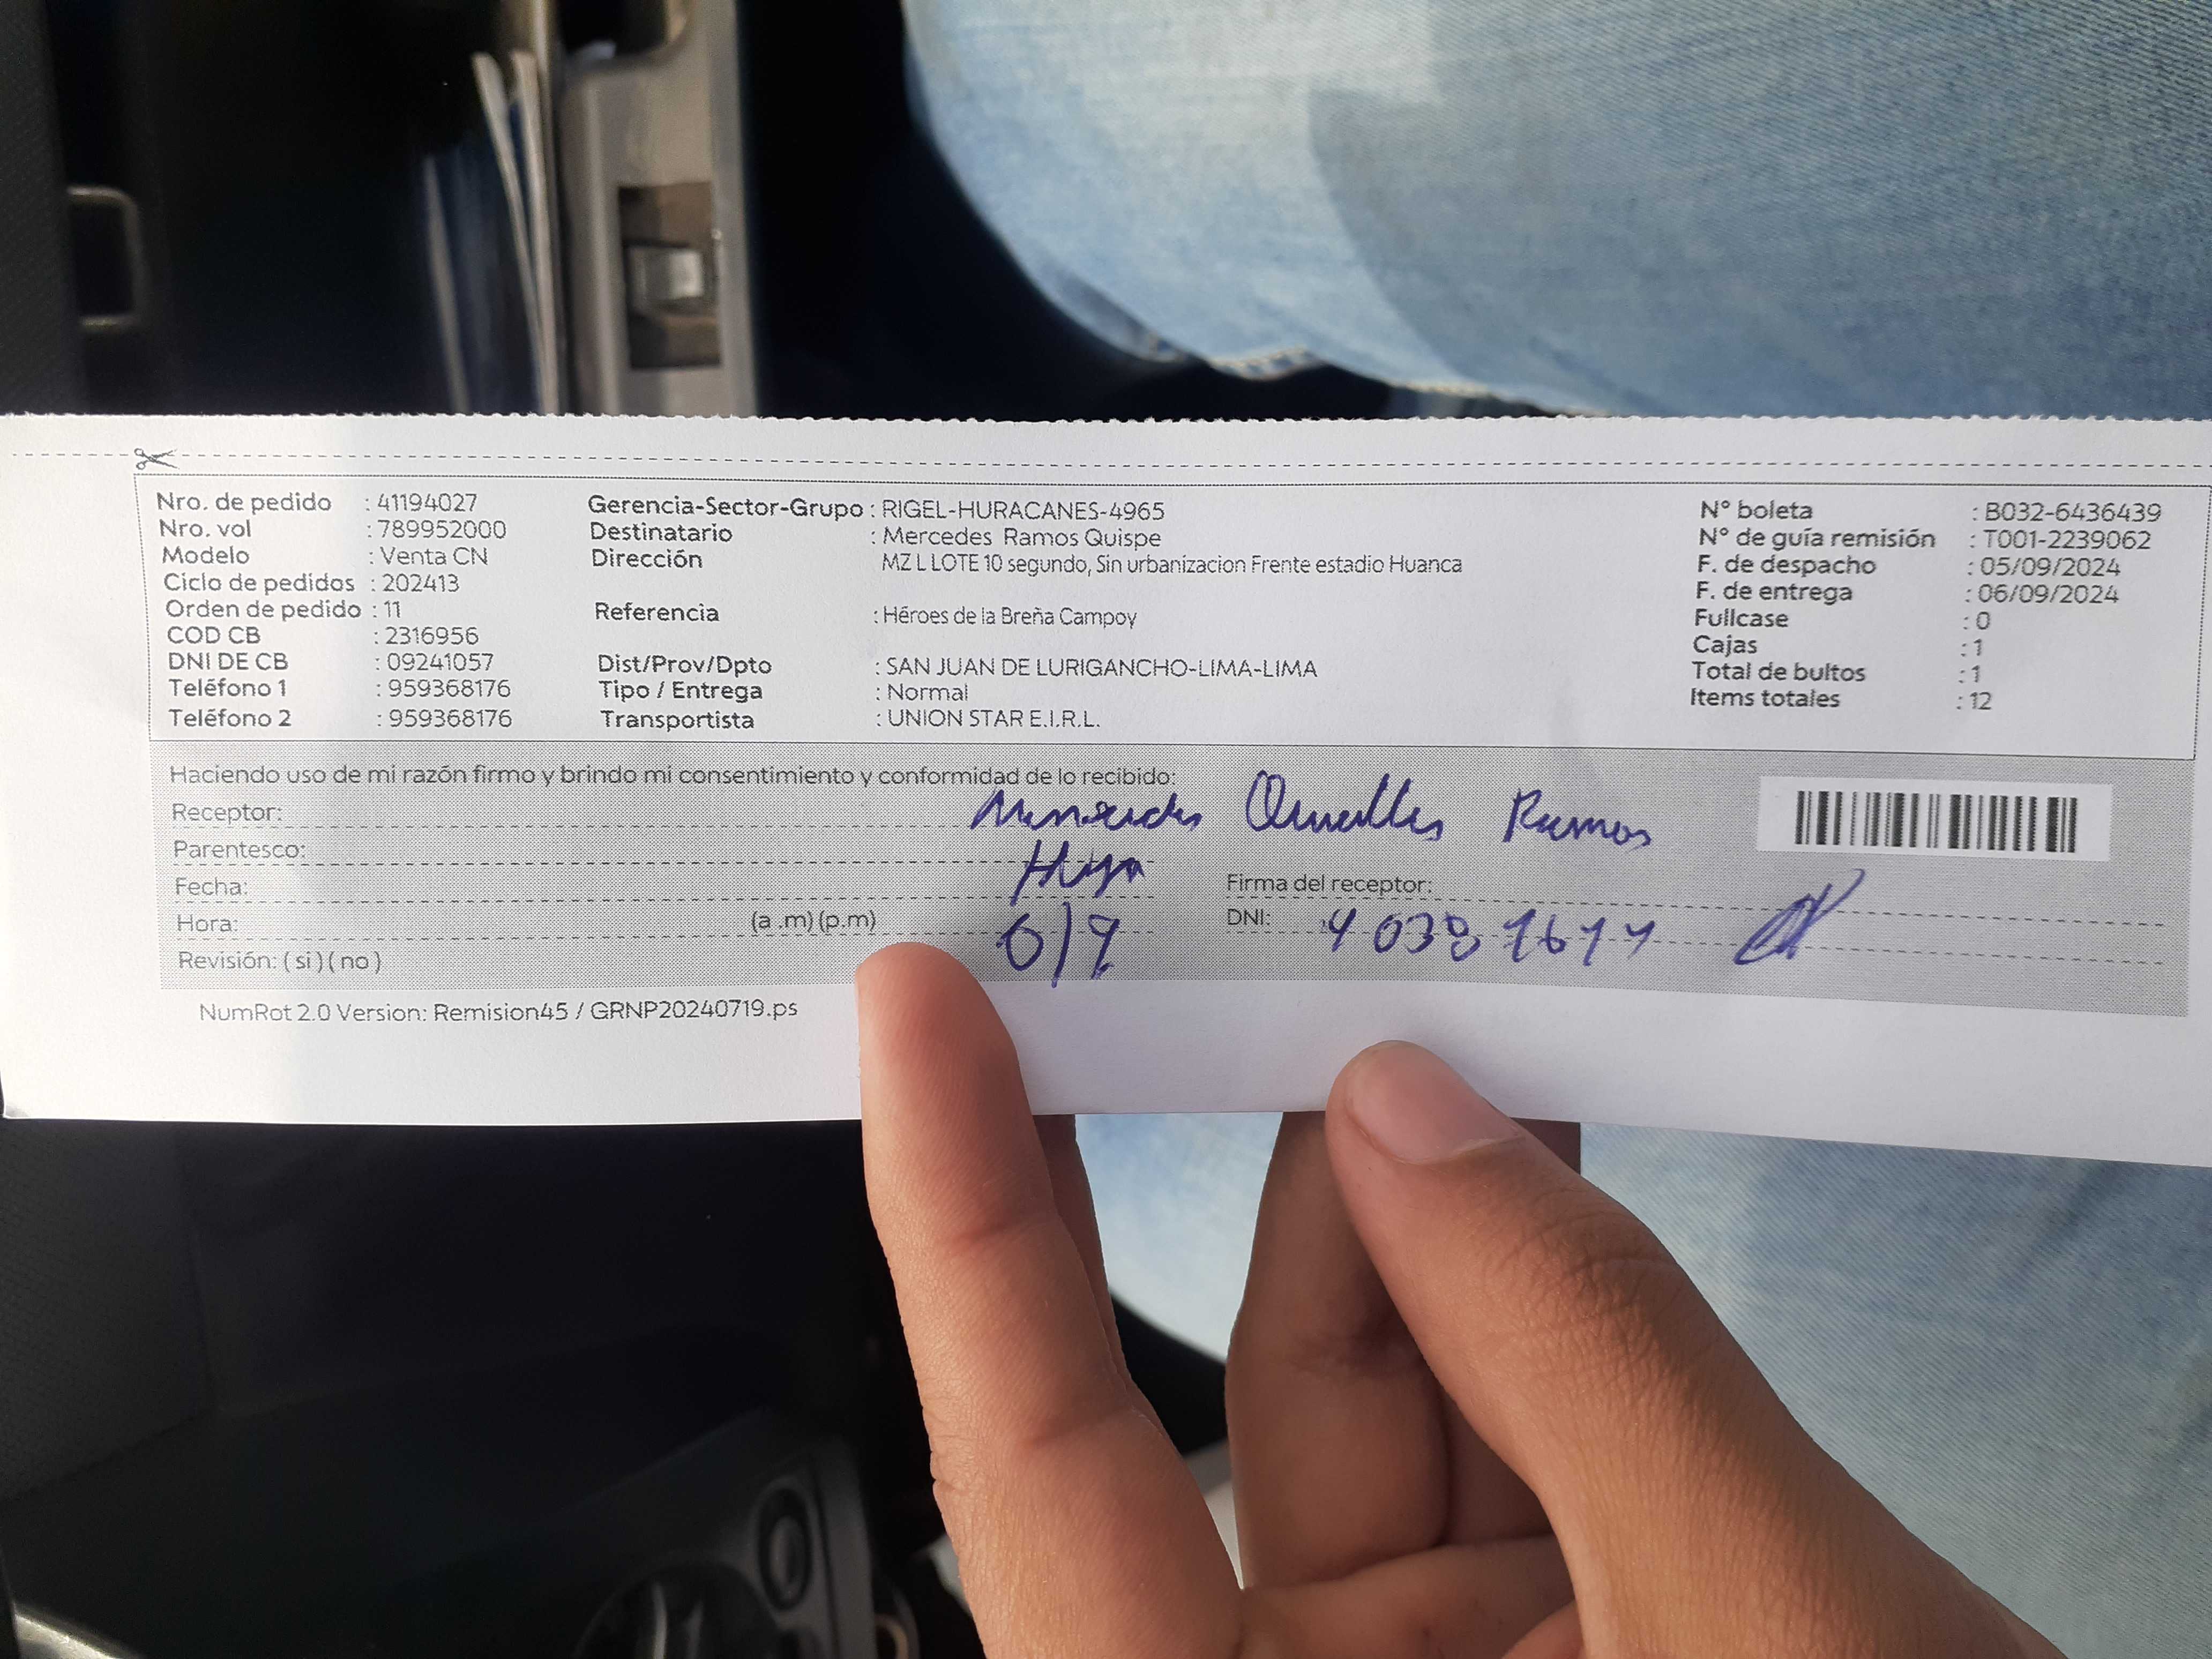 Nro. de pedido : 41194027
Nro. vol : 789952000
Modelo : Venta CN
Ciclo de pedidos : 202413
Orden de pedido : 11
COD CB : 2316956
DNI DE CB : 09241057
Teléfono 1 : 959368176
Teléfono 2 : 959368176
Gerencia-Sector-Grupo : RIGEL-HURACANES-4965
Destinatario : Mercedes Ramos Quispe
Dirección MZ L LOTE 10 segundo, Sin urbanizacion Frente estadio Huanca
Referencia : Héroes de la Breña Campoy
Dist/Prov/Dpto : SAN JUAN DE LURIGANCHO-LIMA-LIMA
Tipo / Entrega : Normal
Transportista : UNION STAR E.I.R.L.
N° boleta : B032-6436439
N° de guía remisión : T001-2239062
F. de despacho : 05/09/2024
F. de entrega : 06/09/2024
Fullcase : 0
Cajas : 1
Total de bultos : 1
Items totales : 12
Haciendo uso de mi razón firmo y brindo mi consentimiento y conformidad de lo recibido:
Receptor: Ramos
Parentesco: Hija
Fecha:
Firma del receptor:
Hora: (a .m) (p.m)
DNI:
Revisión: ( si ) ( no )
NumRot 2.0 Version: Remision45 / GRNP20240719.ps